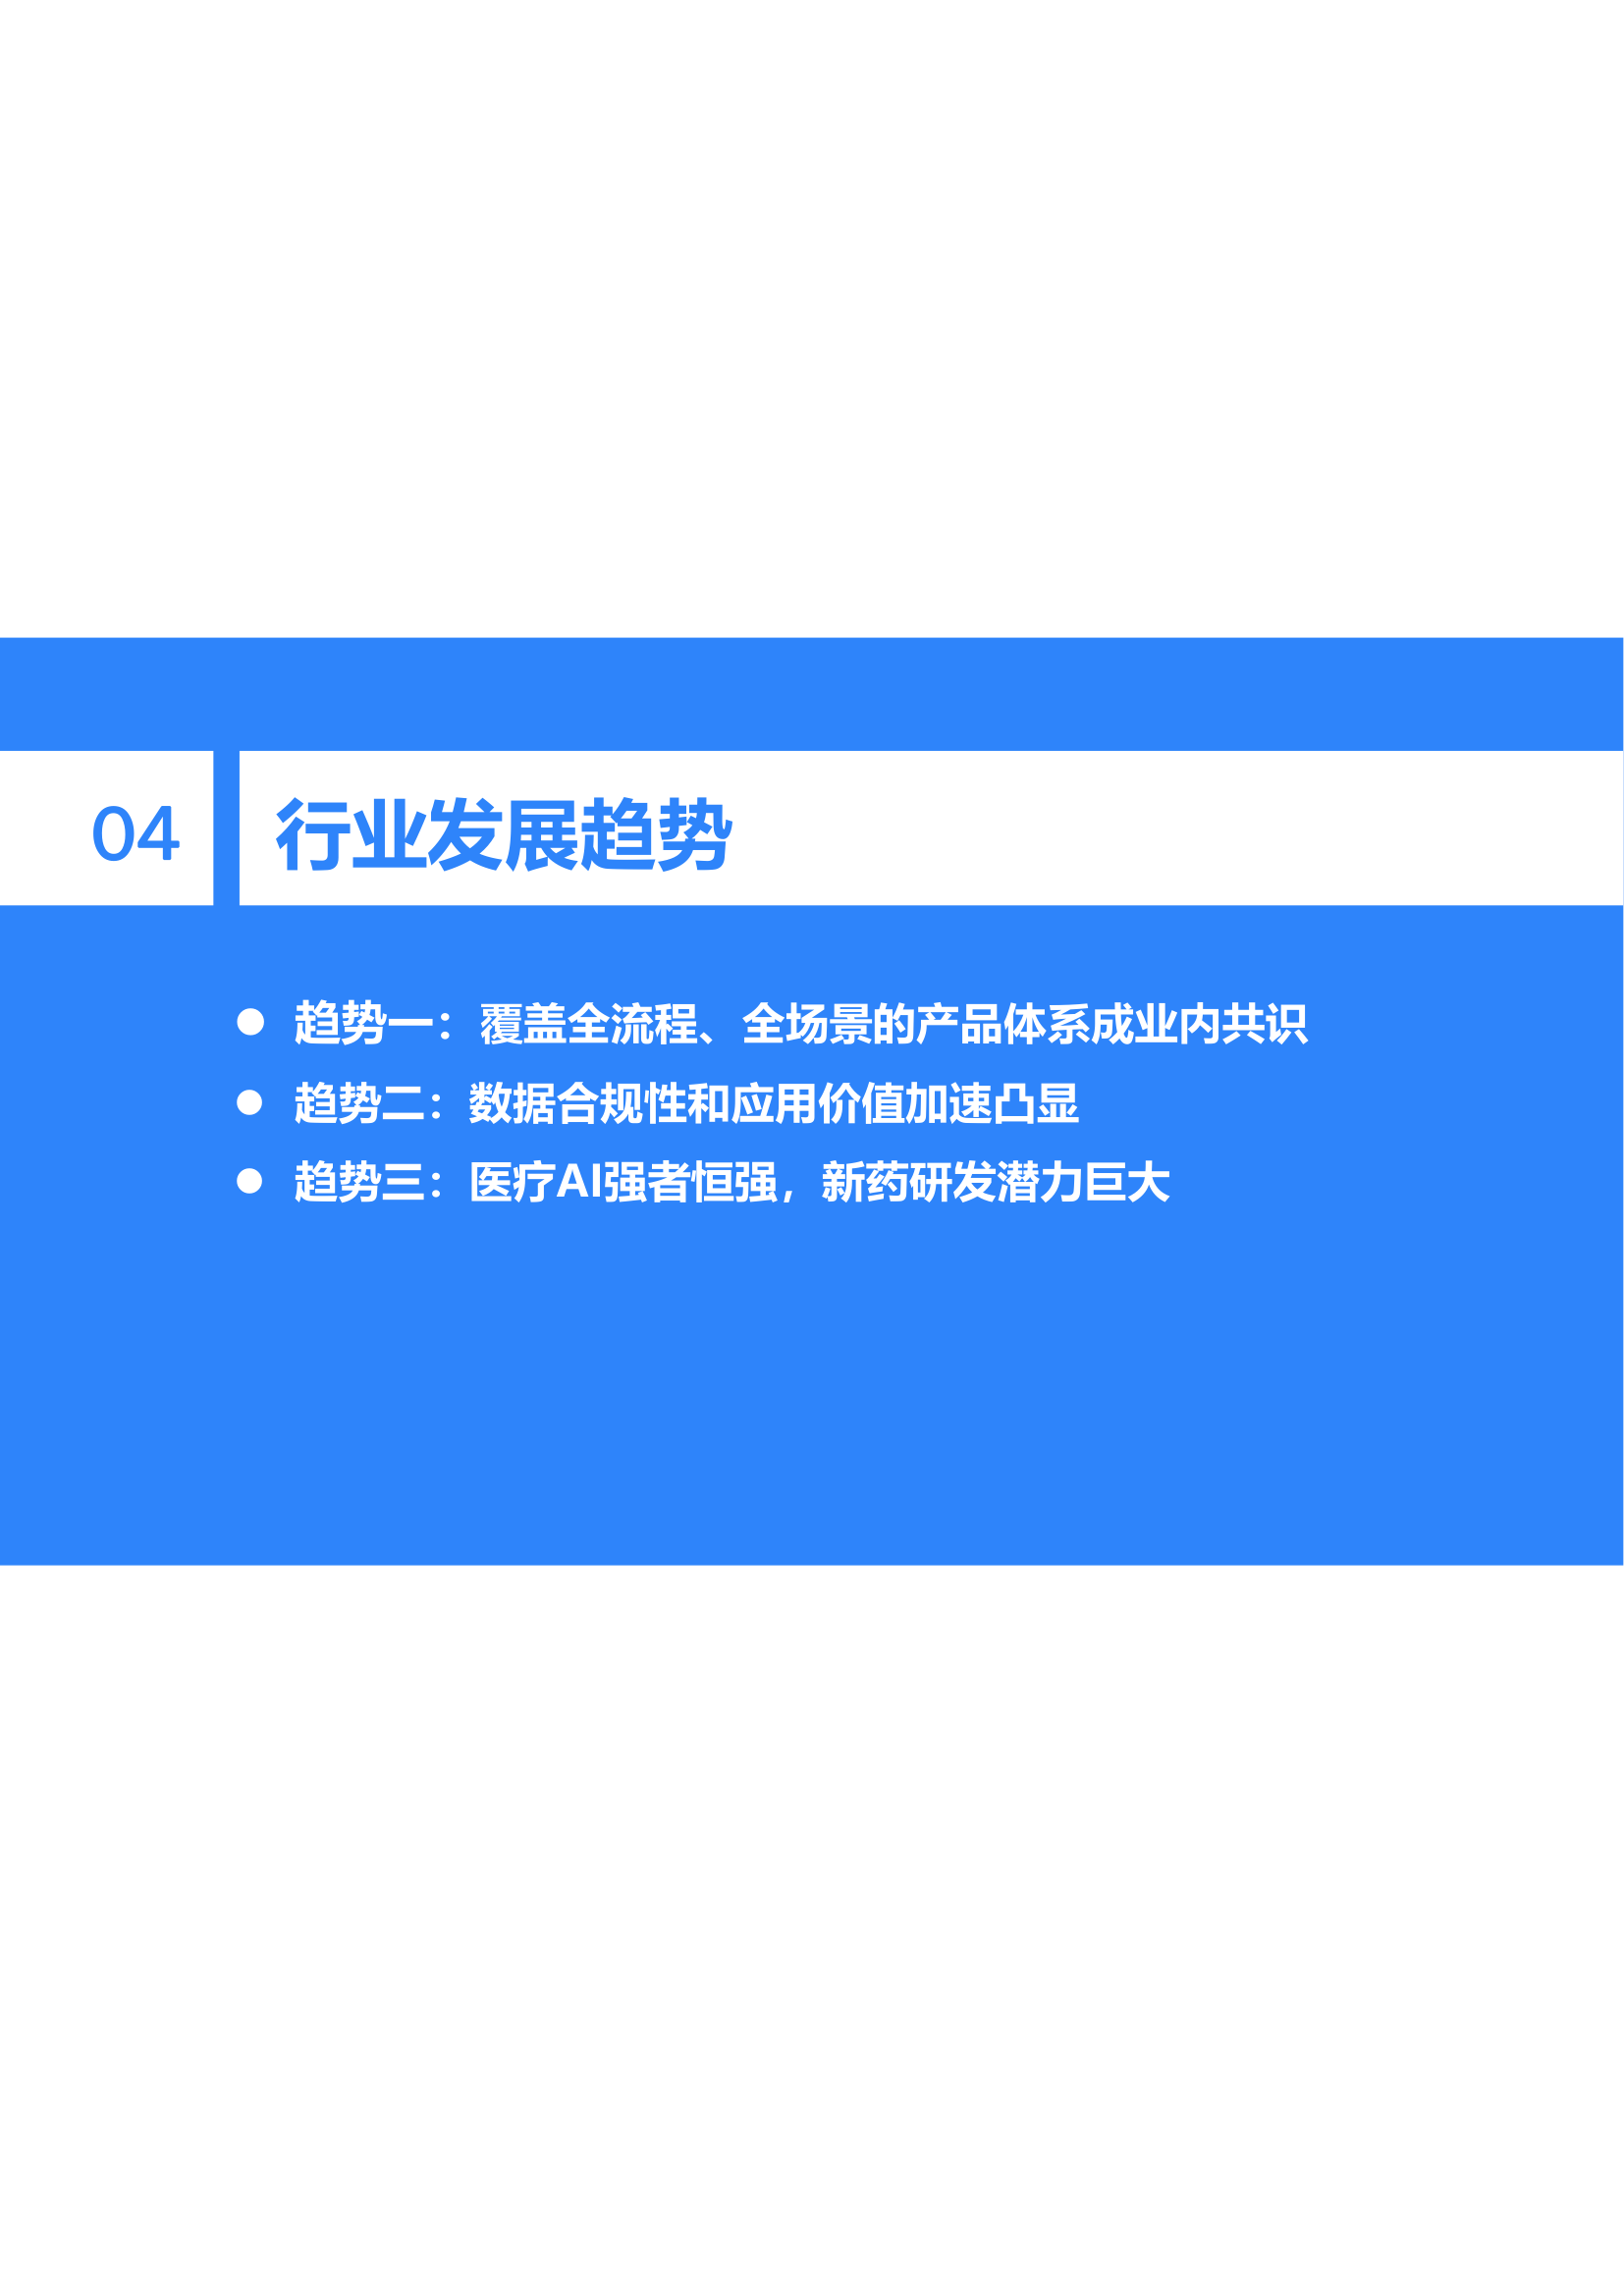 04 行业发展趋势
● 趋势一：覆盖全流程、全场景的产品体系成业内共识
● 趋势二：数据合规性和应用价值加速凸显
● 趋势三：医疗AI强者恒强，新药研发潜力巨大